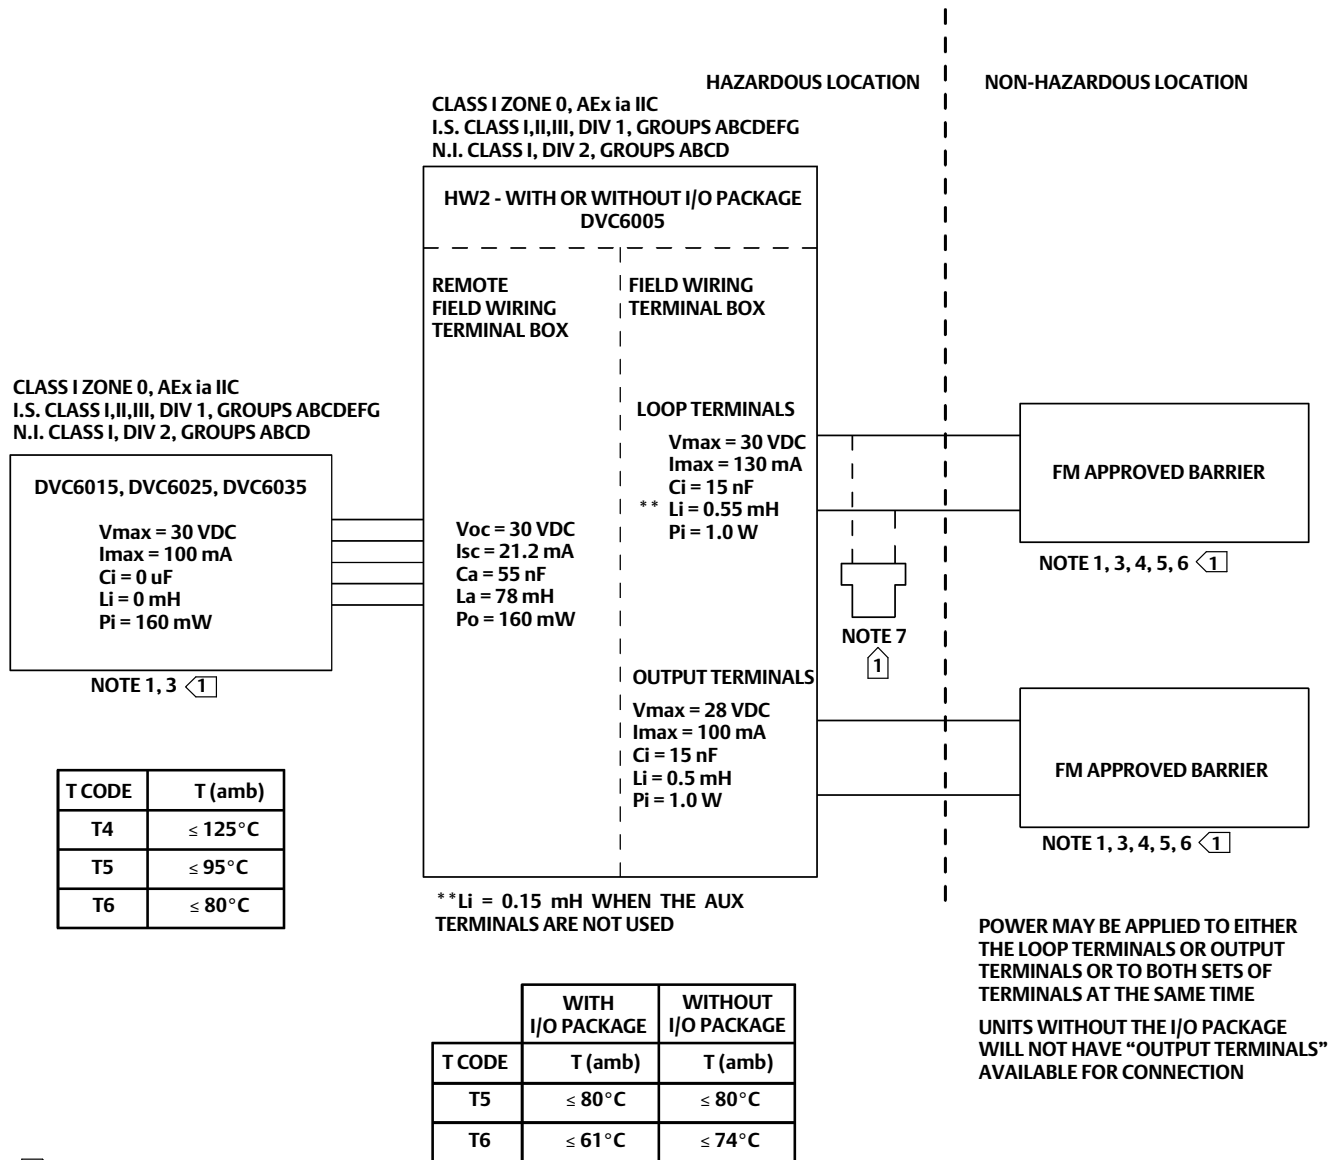 HAZARDOUS LOCATION
NON-HAZARDOUS LOCATION
CLASS I ZONE 0, AEx ia IIC
I.S. CLASS I,II,III, DIV 1, GROUPS ABCDEFG
N.I. CLASS I, DIV 2, GROUPS ABCD
HW2 - WITH OR WITHOUT I/O PACKAGE
DVC6005
REMOTE
FIELD WIRING
TERMINAL BOX
FIELD WIRING
TERMINAL BOX
CLASS I ZONE 0, AEx ia IIC
I.S. CLASS I,II,III, DIV 1, GROUPS ABCDEFG
N.I. CLASS I, DIV 2, GROUPS ABCD
DVC6015, DVC6025, DVC6035
Vmax = 30 VDC
Imax = 100 mA
Ci = 0 uF
Li = 0 mH
Pi = 160 mW
NOTE 1, 3 1
Voc = 30 VDC
Isc = 21.2 mA
Ca = 55 nF
La = 78 mH
Po = 160 mW
LOOP TERMINALS
Vmax = 30 VDC
Imax = 130 mA
Ci = 15 nF
** Li = 0.55 mH
Pi = 1.0 W
FM APPROVED BARRIER
NOTE 1, 3, 4, 5, 6 1
NOTE 7
1
OUTPUT TERMINALS
Vmax = 28 VDC
Imax = 100 mA
Ci = 15 nF
Li = 0.5 mH
Pi = 1.0 W
FM APPROVED BARRIER
NOTE 1, 3, 4, 5, 6 1
T CODE T (amb)
T4 ≤ 125°C
T5 ≤ 95°C
T6 ≤ 80°C
**Li = 0.15 mH WHEN THE AUX
TERMINALS ARE NOT USED
POWER MAY BE APPLIED TO EITHER
THE LOOP TERMINALS OR OUTPUT
TERMINALS OR TO BOTH SETS OF
TERMINALS AT THE SAME TIME
UNITS WITHOUT THE I/O PACKAGE
WILL NOT HAVE “OUTPUT TERMINALS”
AVAILABLE FOR CONNECTION
WITH
I/O PACKAGE
WITHOUT
I/O PACKAGE
T CODE T (amb) T (amb)
T5 ≤ 80°C ≤ 80°C
T6 ≤ 61°C ≤ 74°C